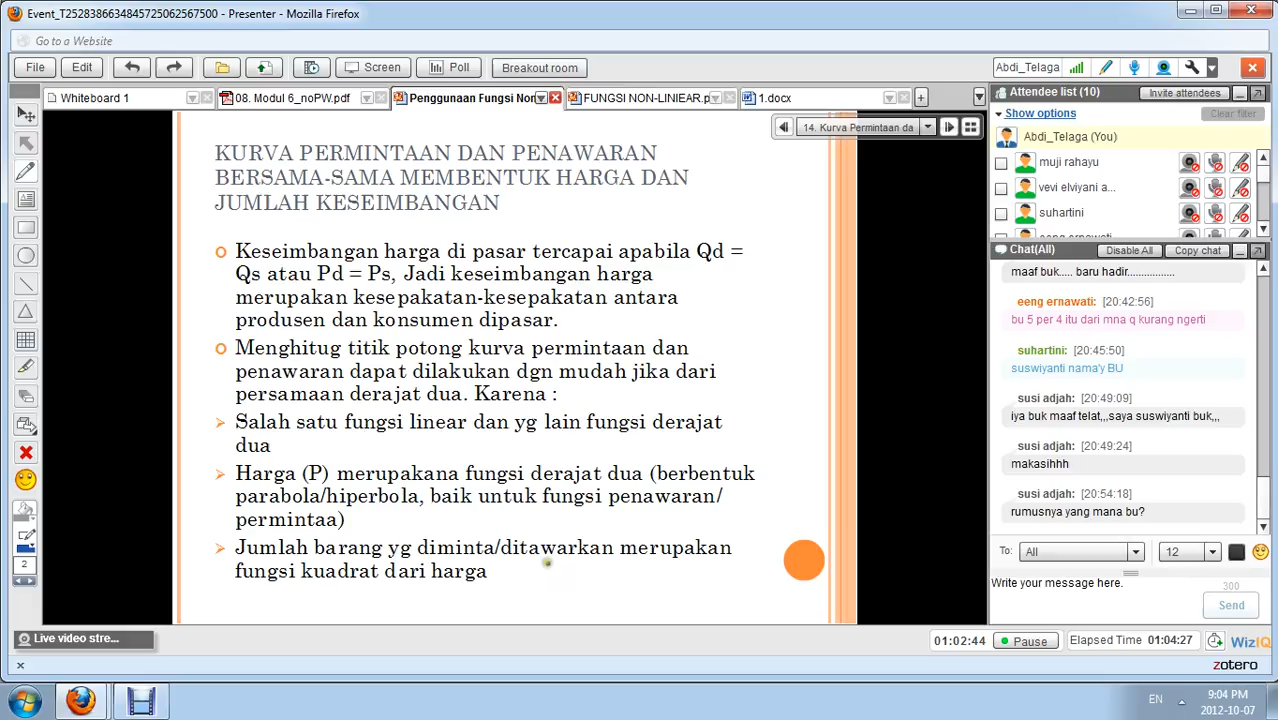 Event_T2528386634845725062567500 - Presenter - Mozilla Firefox
Go to a Website
File Edit Screen Poll Breakout room Abdi_Telaga
Whiteboard 1 08. Modul 6_noPW.pdf Penggunaan Fungsi Non FUNGSI NON-LINIEAR.p 1.docx
Attendee list (10) Invite attendees
Show options Clear filter
14. Kurva Permintaan da
Abdi_Telaga (You)
muji rahayu
vevi elviyani a...
suhartini
eeng ernawati
KURVA PERMINTAAN DAN PENAWARAN
BERSAMA-SAMA MEMBENTUK HARGA DAN
JUMLAH KESEIMBANGAN
o Keseimbangan harga di pasar tercapai apabila Qd =
Qs atau Pd = Ps, Jadi keseimbangan harga
merupakan kesepakatan-kesepakatan antara
produsen dan konsumen dipasar.
o Menghitug titik potong kurva permintaan dan
penawaran dapat dilakukan dgn mudah jika dari
persamaan derajat dua. Karena :
➢ Salah satu fungsi linear dan yg lain fungsi derajat
dua
➢ Harga (P) merupakana fungsi derajat dua (berbentuk
parabola/hiperbola, baik untuk fungsi penawaran/
permintaa)
➢ Jumlah barang yg diminta/ditawarkan merupakan
fungsi kuadrat dari harga
Chat(All) Disable All Copy chat
maaf buk..... baru hadir................
eeng ernawati: [20:42:56]
bu 5 per 4 itu dari mna q kurang ngerti
suhartini: [20:45:50]
suswiyanti nama'y BU
susi adjah: [20:49:09]
iya buk maaf telat,,,saya suswiyanti buk,,,
susi adjah: [20:49:24]
makasihhh
susi adjah: [20:54:18]
rumusnya yang mana bu?
To: All 12
Write your message here.
300
Send
2
Live video stre...
01:02:44 Pause Elapsed Time 01:04:27 WizIQ
zotero
EN
9:04 PM
2012-10-07